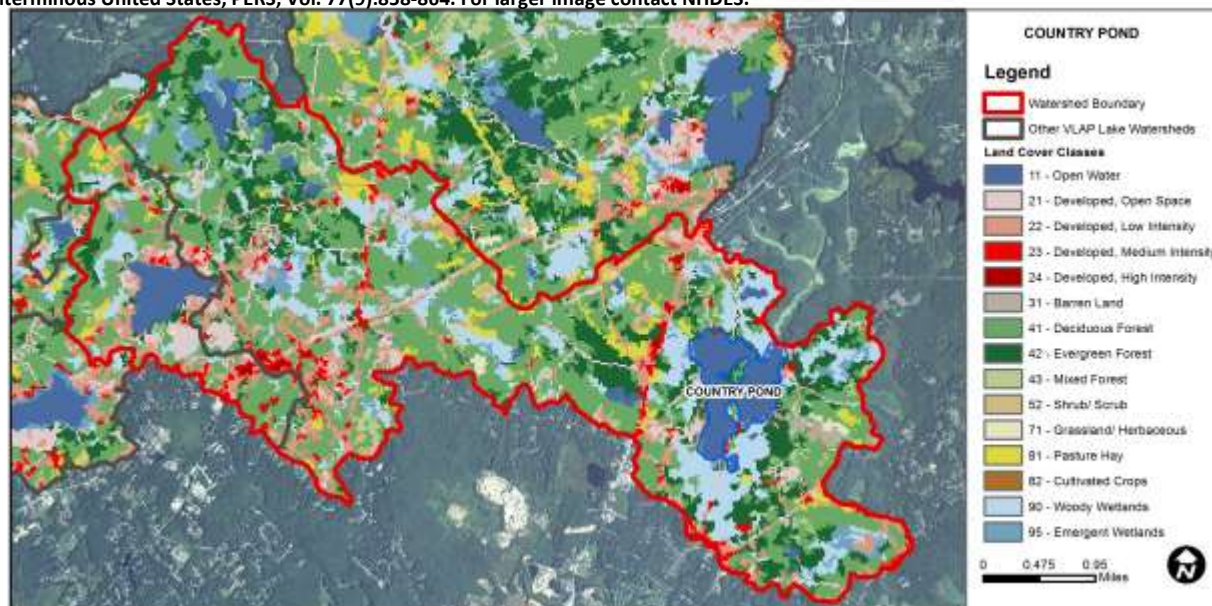 nterminous United States, PERS, Vol. 77(9):858-864. For larger image contact NHDES.
COUNTRY POND
Legend
Watershed Boundary
Other VLAP Lake Watersheds
Land Cover Classes
11 - Open Water
21 - Developed, Open Space
22 - Developed, Low Intensity
23 - Developed, Medium Intensity
24 - Developed, High Intensity
31 - Barren Land
41 - Deciduous Forest
42 - Evergreen Forest
43 - Mixed Forest
52 - Shrub/ Scrub
71 - Grassland/ Herbaceous
81 - Pasture Hay
82 - Cultivated Crops
90 - Woody Wetlands
95 - Emergent Wetlands
0 0.475 0.95
Miles
N
COUNTRY POND